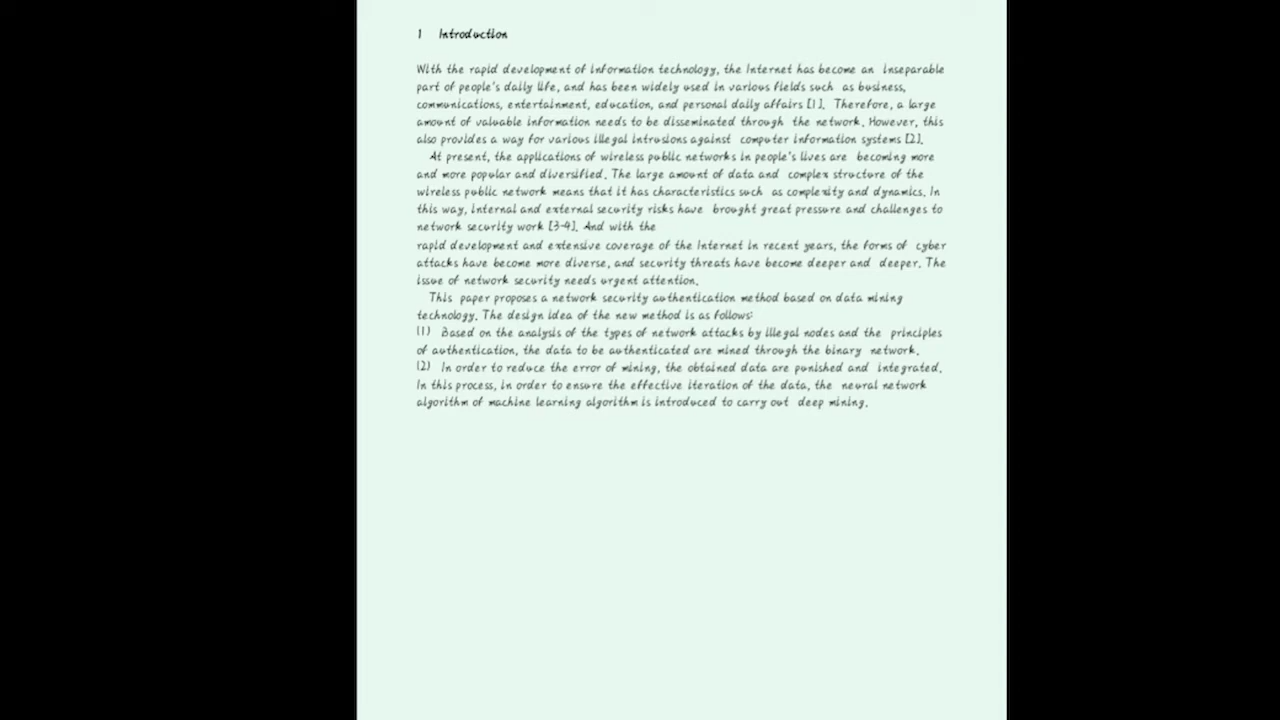 1 Introduction
With the rapid development of information technology, the Internet has become an inseparable
part of people's daily life, and has been widely used in various fields such as business,
communications, entertainment, education, and personal daily affairs [1]. Therefore, a large
amount of valuable information needs to be disseminated through the network. However, this
also provides a way for various illegal intrusions against computer information systems [2].
At present, the applications of wireless public networks in people's lives are becoming more
and more popular and diversified. The large amount of data and complex structure of the
wireless public network means that it has characteristics such as complexity and dynamics. In
this way, internal and external security risks have brought great pressure and challenges to
network security work [3-4]. And with the
rapid development and extensive coverage of the Internet in recent years, the forms of cyber
attacks have become more diverse, and security threats have become deeper and deeper. The
issue of network security needs urgent attention.
This paper proposes a network security authentication method based on data mining
technology. The design idea of the new method is as follows:
(1) Based on the analysis of the types of network attacks by illegal nodes and the principles
of authentication, the data to be authenticated are mined through the binary network.
(2) In order to reduce the error of mining, the obtained data are punished and integrated.
In this process, in order to ensure the effective iteration of the data, the neural network
algorithm of machine learning algorithm is introduced to carry out deep mining.